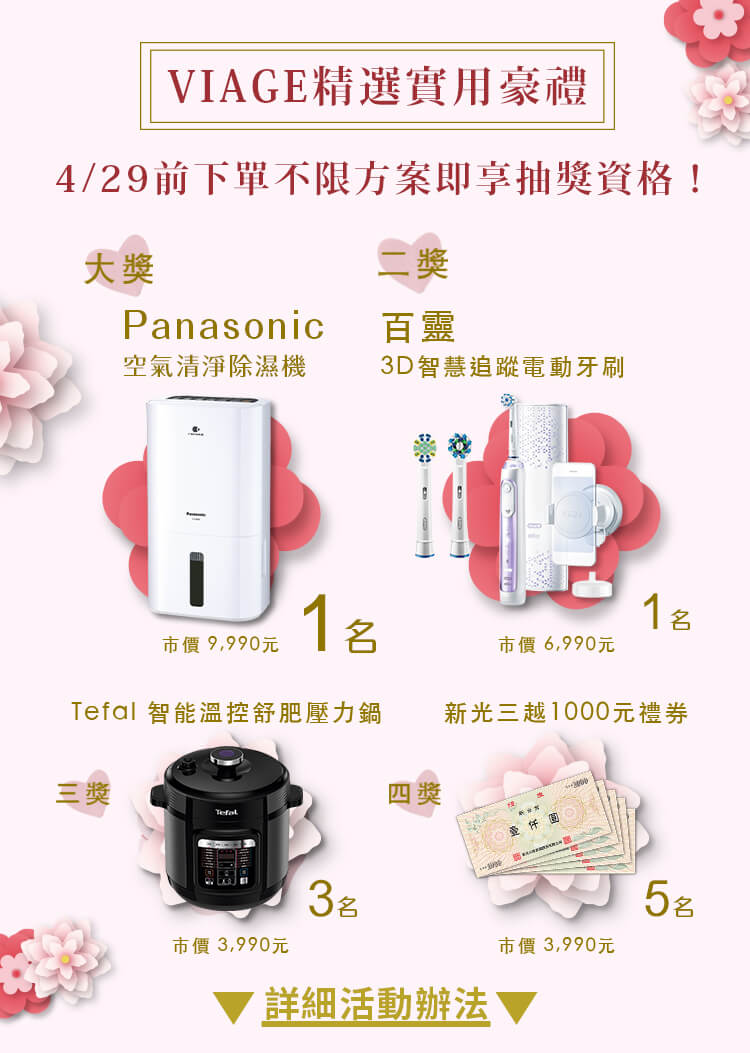 VIAGE精選實用豪禮
4/29前下單不限方案即享抽獎資格！
大獎
Panasonic
空氣清淨除濕機
Panasonic
市價 9,990元
1名
二獎
百靈
3D智慧追蹤電動牙刷
市價 6,990元
1名
Tefal 智能溫控舒肥壓力鍋
三獎
Tefal
3名
市價 3,990元
新光三越1000元禮券
四獎
壹仟圓
5名
市價 3,990元
▼詳細活動辦法▼